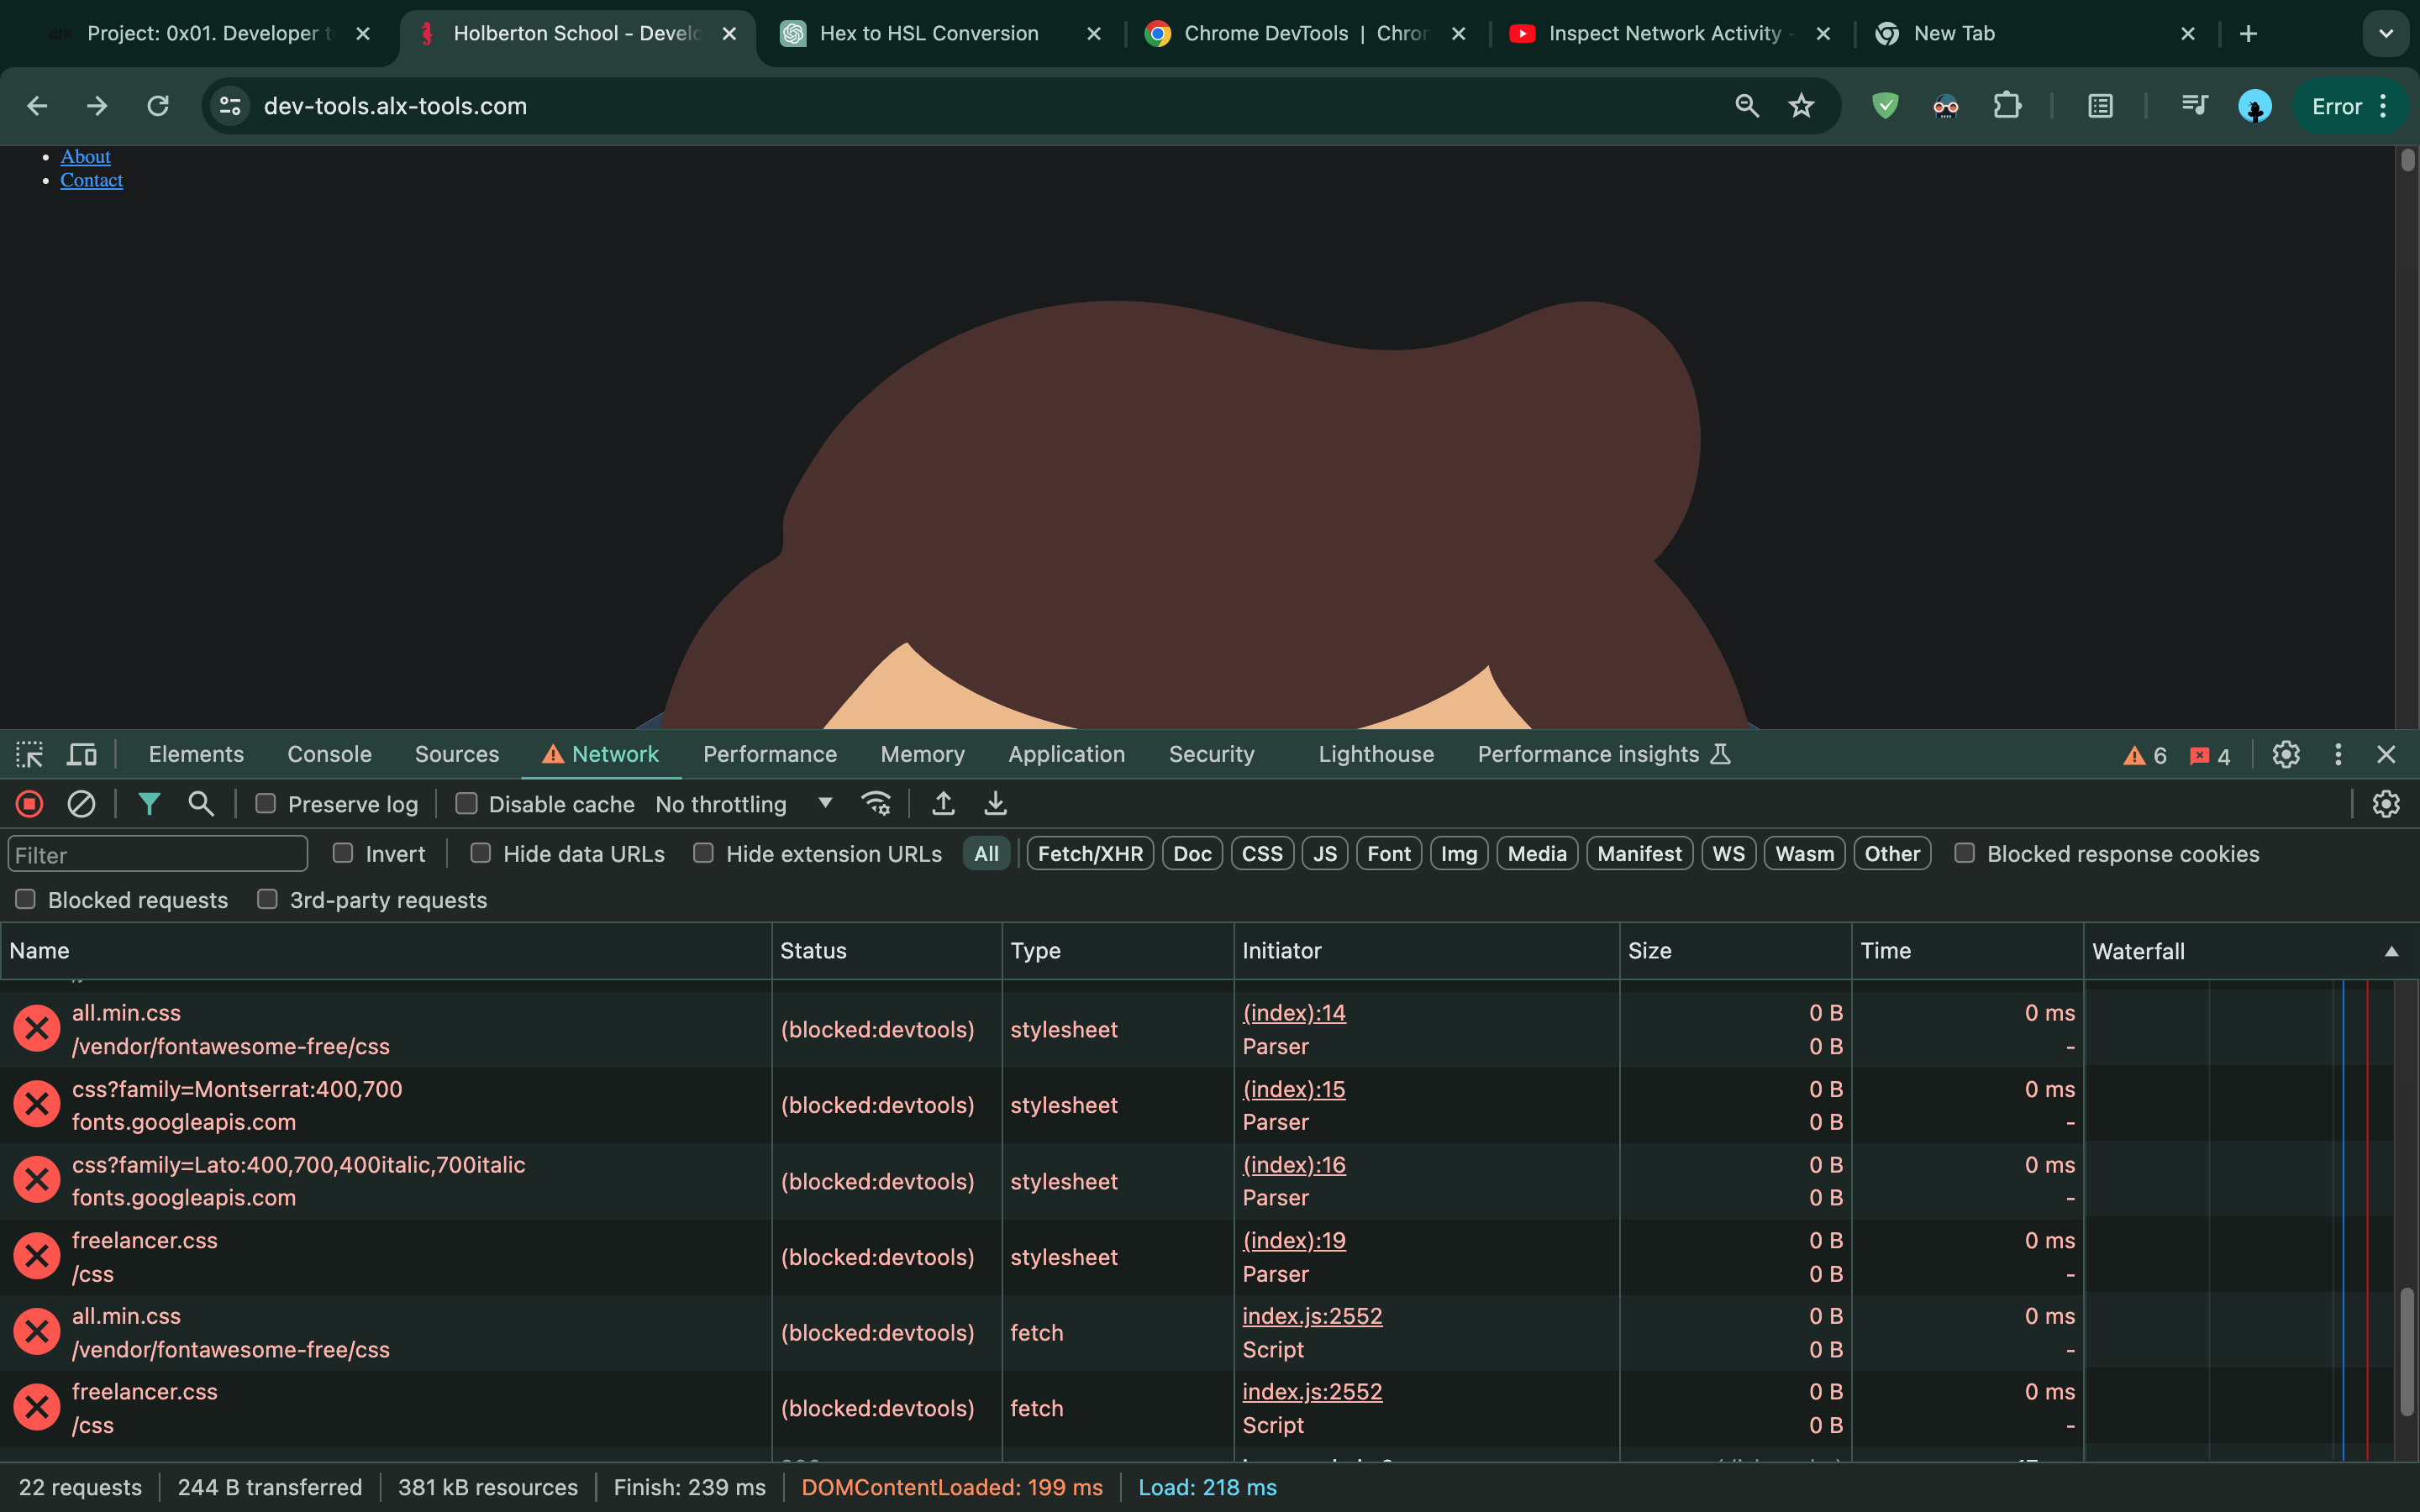 Project: 0x01. Developer t
Holberton School - Develo
Hex to HSL Conversion
Chrome DevTools | Chron
Inspect Network Activity -
New Tab
dev-tools.alx-tools.com
Error
About
Contact
Elements Console Sources Network Performance Memory Application Security Lighthouse Performance insights 6 4
Preserve log Disable cache No throttling
Filter Invert Hide data URLs Hide extension URLs All Fetch/XHR Doc CSS JS Font Img Media Manifest WS Wasm Other Blocked response cookies
Blocked requests 3rd-party requests
Name Status Type Initiator Size Time Waterfall
all.min.css (index):14 0 B 0 ms
(blocked:devtools) stylesheet
/vendor/fontawesome-free/css Parser 0 B -
css?family=Montserrat:400,700 (index):15 0 B 0 ms
(blocked:devtools) stylesheet
fonts.googleapis.com Parser 0 B -
css?family=Lato:400,700,400italic,700italic (index):16 0 B 0 ms
(blocked:devtools) stylesheet
fonts.googleapis.com Parser 0 B -
freelancer.css (index):19 0 B 0 ms
(blocked:devtools) stylesheet
/css Parser 0 B -
all.min.css index.js:2552 0 B 0 ms
(blocked:devtools) fetch
/vendor/fontawesome-free/css Script 0 B -
freelancer.css index.js:2552 0 B 0 ms
(blocked:devtools) fetch
/css Script 0 B -
22 requests 244 B transferred 381 kB resources Finish: 239 ms DOMContentLoaded: 199 ms Load: 218 ms